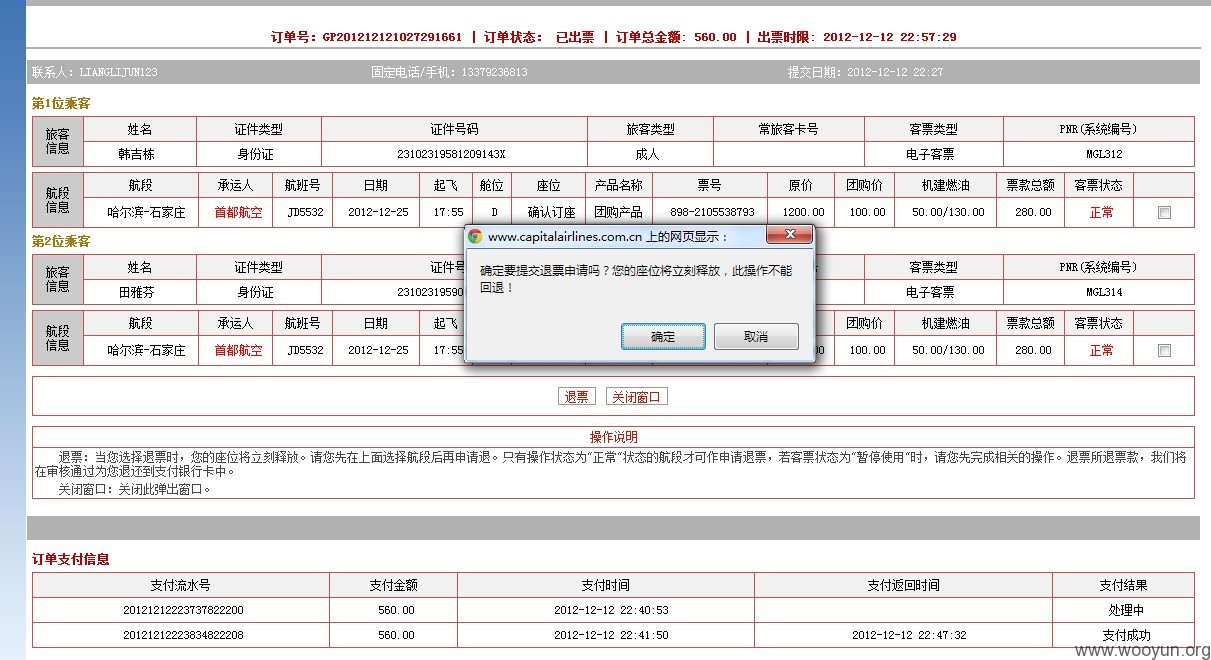 订单号: GP201212121027291661 | 订单状态: 已出票 | 订单总金额: 560.00 | 出票时限: 2012-12-12 22:57:29
联系人: LIANGLIJUN123 固定电话/手机: 13379236813 提交日期: 2012-12-12 22:27
第1位乘客
旅客信息 姓名 证件类型 证件号码 旅客类型 常旅客卡号 客票类型 PNR(系统编号)
韩吉栋 身份证 23102319581209143X 成人 电子客票 MGL312
航段信息 航段 承运人 航班号 日期 起飞 舱位 座位 产品名称 票号 原价 团购价 机建燃油 票款总额 客票状态
哈尔滨-石家庄 首都航空 JD5532 2012-12-25 17:55 D 确认订座 团购产品 898-2105538793 1200.00 100.00 50.00/130.00 280.00 正常
第2位乘客
旅客信息 姓名 证件类型 证件号 客票类型 PNR(系统编号)
田雅芬 身份证 2310231959 电子客票 MGL314
航段信息 航段 承运人 航班号 日期 起飞 团购价 机建燃油 票款总额 客票状态
哈尔滨-石家庄 首都航空 JD5532 2012-12-25 17:55 100.00 50.00/130.00 280.00 正常
www.capitalairlines.com.cn 上的网页显示：
确定要提交退票申请吗？您的座位将立刻释放，此操作不能
回退！
确定 取消
退票 关闭窗口
操作说明
退票: 当您选择退票时, 您的座位将立刻释放。请您先在上面选择航段后再申请退。只有操作状态为"正常"状态的航段才可作申请退票, 若客票状态为"暂停使用"时, 请您先完成相关的操作。退票所退票款, 我们将
在审核通过为您退还到支付银行卡中。
关闭窗口: 关闭此弹出窗口。
订单支付信息
支付流水号 支付金额 支付时间 支付返回时间 支付结果
20121212223737822200 560.00 2012-12-12 22:40:53 处理中
20121212223834822208 560.00 2012-12-12 22:41:50 2012-12-12 22:47:32 支付成功
www.wooyun.org